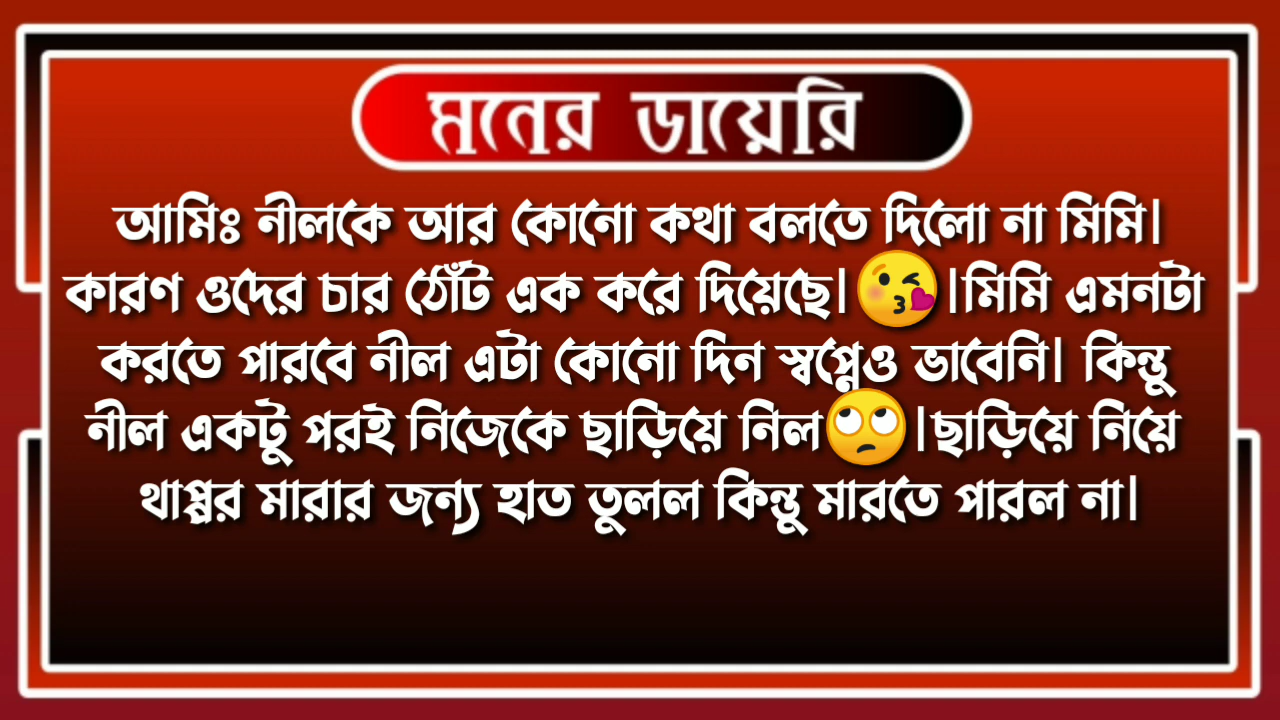 মনের ডায়েরি
আমিঃ নীলকে আর কোনো কথা বলতে দিলো না মিমি।
কারণ ওদের চার ঠোঁট এক করে দিয়েছে।😘।মিমি এমনটা
করতে পারবে নীল এটা কোনো দিন স্বপ্নেও ভাবেনি। কিন্তু
নীল একটু পরই নিজেকে ছাড়িয়ে নিল🙄।ছাড়িয়ে নিয়ে
থাপ্পর মারার জন্য হাত তুলল কিন্তু মারতে পারল না।